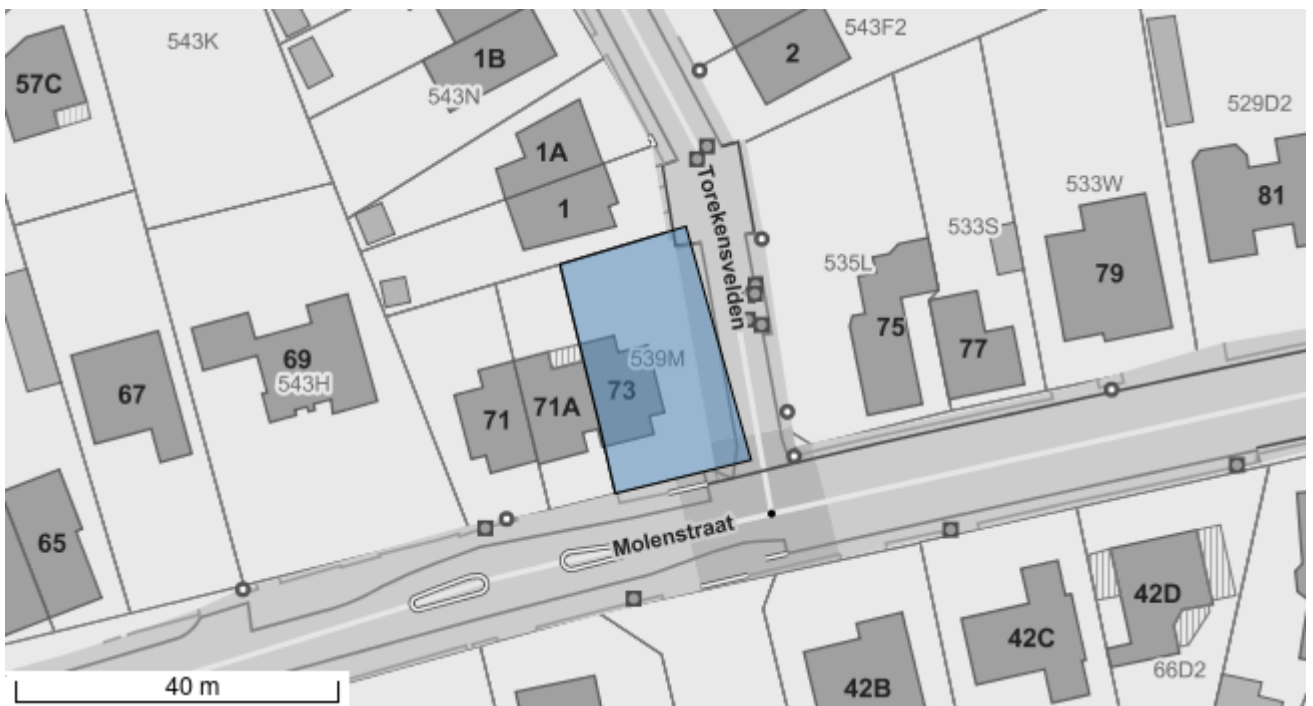 543K
543F2
57C
1B
2
543N
529D2
1A
1
Torekensvelden
533W
81
533S
535L
79
75
77
69
543H
539M
67
73
71
71A
65
Molenstraat
42D
42C
66D2
42B
40 m